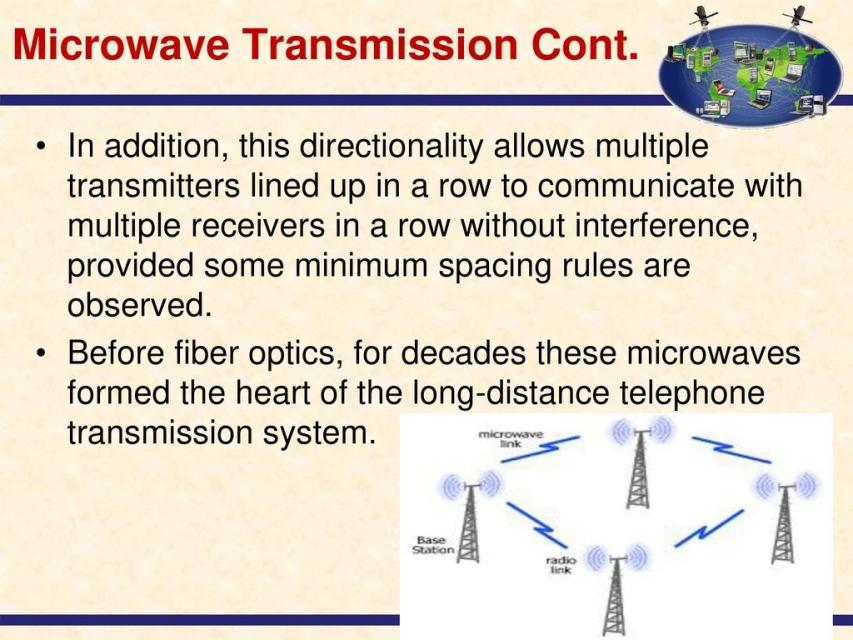 Microwave Transmission Cont.
• In addition, this directionality allows multiple
transmitters lined up in a row to communicate with
multiple receivers in a row without interference,
provided some minimum spacing rules are
observed.
• Before fiber optics, for decades these microwaves
formed the heart of the long-distance telephone
transmission system.
microwave
link
Base
Station
radio
link